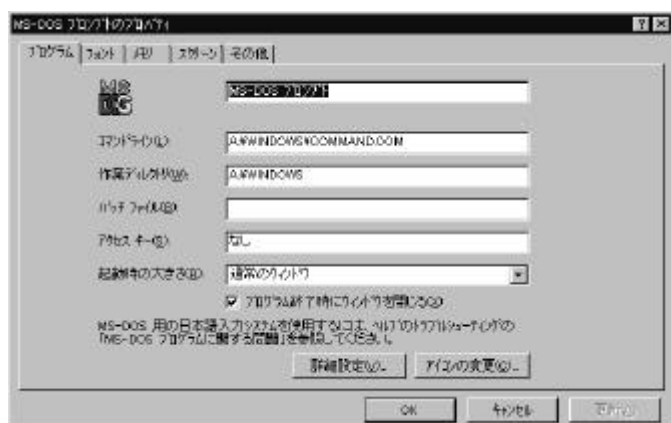 MS-DOS プロンプトのプロパティ
プログラム フォント メモリ スクリーン その他
MS-DOS プロンプト
コマンドライン(L): A:¥WINDOWS¥COMMAND.COM
作業ディレクトリ(W): A:¥WINDOWS
バッチ ファイル(B):
アクセス キー(S): なし
起動時の大きさ(R): 通常のウィンドウ
プログラム終了時にウィンドウを閉じる(X)
MS-DOS 用の日本語入力システムを使用するには、ヘルプのトラブルシューティングの
「MS-DOS プログラムに関する問題」を参照してください。
詳細設定(V)... アイコンの変更(C)...
OK キャンセル